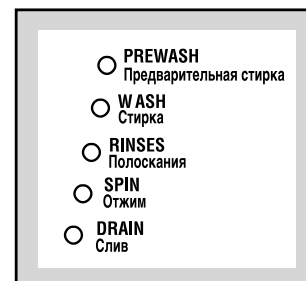 PREWASH
Предварительная стирка
WASH
Стирка
RINSES
Полоскания
SPIN
Отжим
DRAIN
Слив